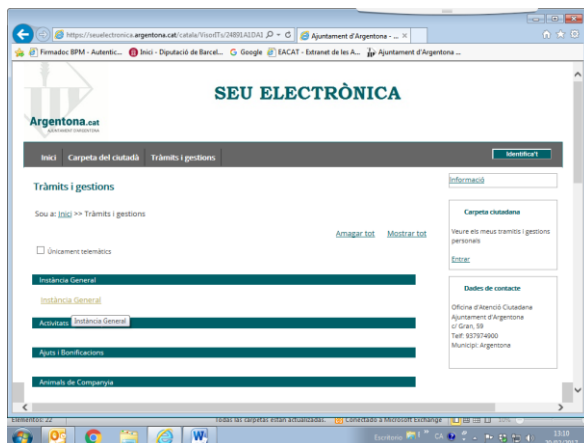 https://seuelectronica.argentona.cat/catala/VisorITs/24891A1DA1
Ajuntament d'Argentona - ...
Firmadoc BPM - Autentic...
Inici - Diputació de Barcel...
Google
EACAT - Extranet de les A...
Ajuntament d'Argentona ...
SEU ELECTRÒNICA
Argentona.cat
AJUNTAMENT D'ARGENTONA
Inici
Carpeta del ciutadà
Tràmits i gestions
Identifica't
Tràmits i gestions
Sou a: Inici >> Tràmits i gestions
Amagar tot
Mostrar tot
Únicament telemàtics
Instància General
Instància General
Activitats
Instància General
Ajuts i Bonificacions
Animals de Companyia
Informació
Carpeta ciutadana
Veure els meus tramitis i gestions
personals
Entrar
Dades de contacte
Oficina d'Atenció Ciutadana
Ajuntament d'Argentona
c/ Gran, 59
Telf: 937974900
Municipi: Argentona
Elementos: 22
Todas las carpetas están actualizadas.
Conectado a Microsoft Exchange
Escritorio
CA
13:10